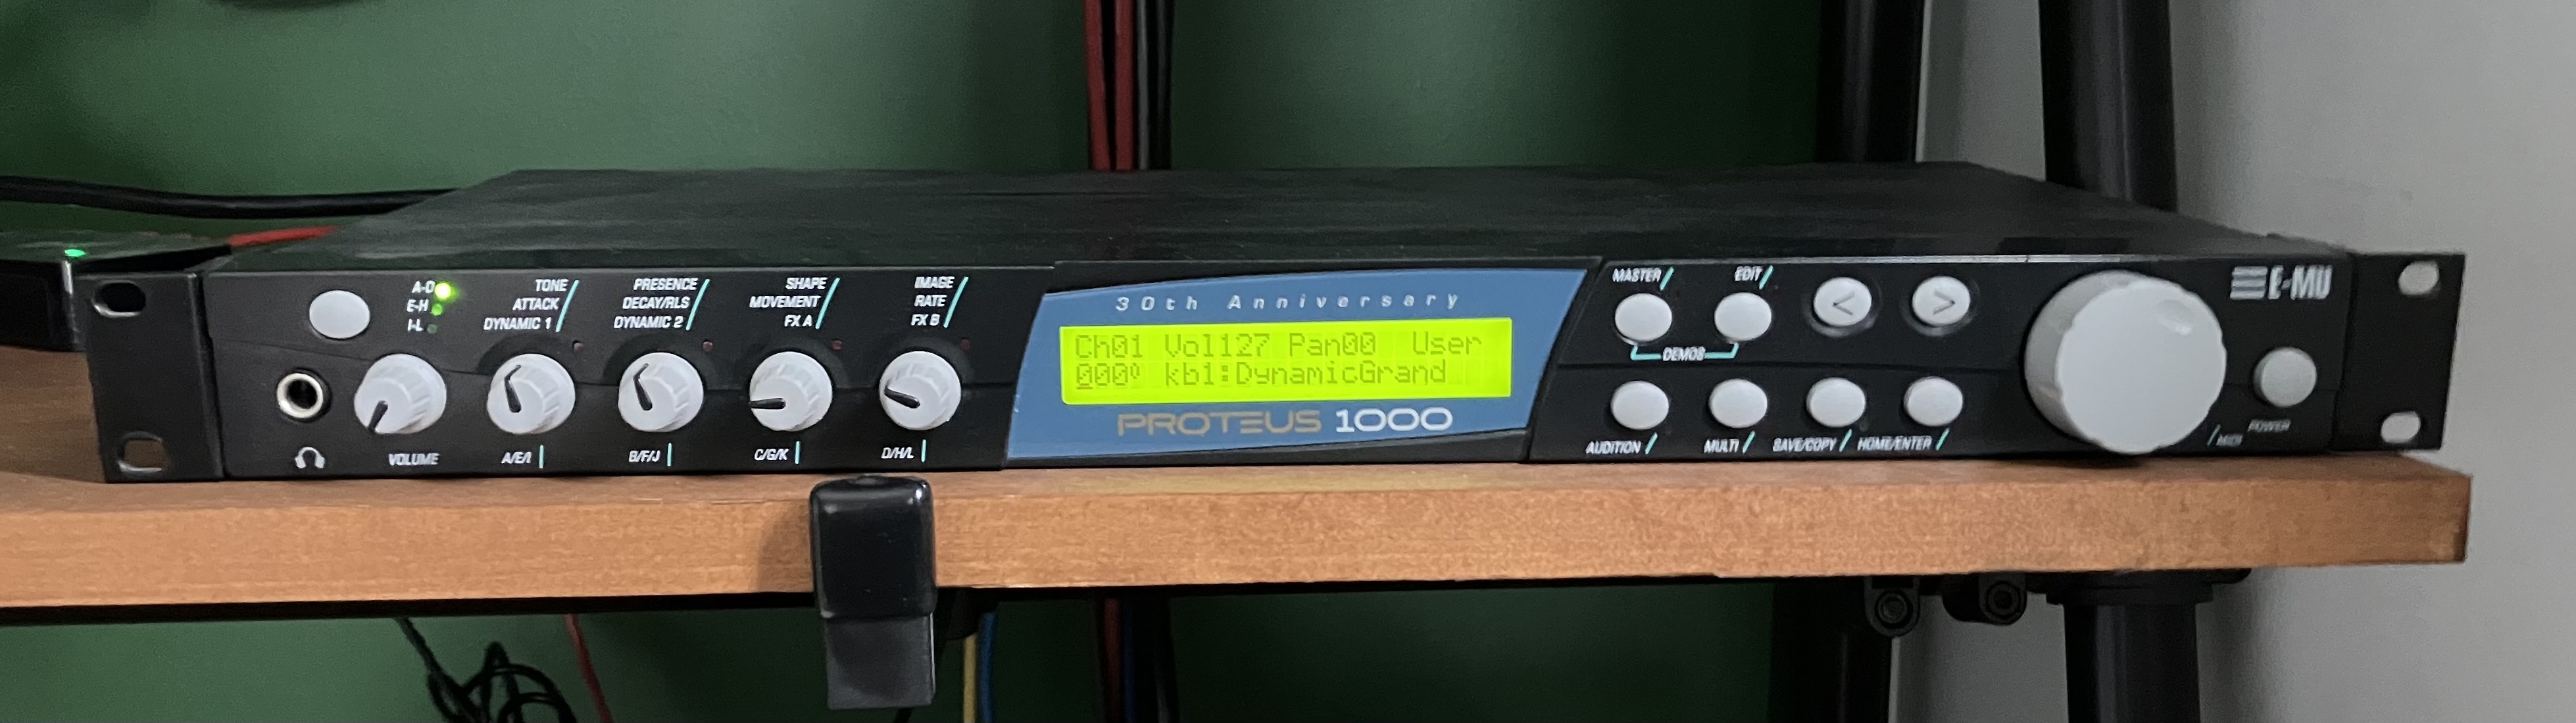 A-D
E-H
I-L
TONE
ATTACK
DYNAMIC 1
PRESENCE
DECAY/RLS
DYNAMIC 2
SHAPE
MOVEMENT
FX A
IMAGE
RATE
FX B
VOLUME
A/E/I
B/F/J
C/G/K
D/H/L
30th Anniversary
Ch01 Vol127 Pan00 User
000⁰ kb1:DynamicGrand
PROTEUS 1000
MASTER
EDIT
< >
DEMOS
AUDITION
MULTI
SAVE/COPY
HOME/ENTER
E-MU
MIDI
POWER